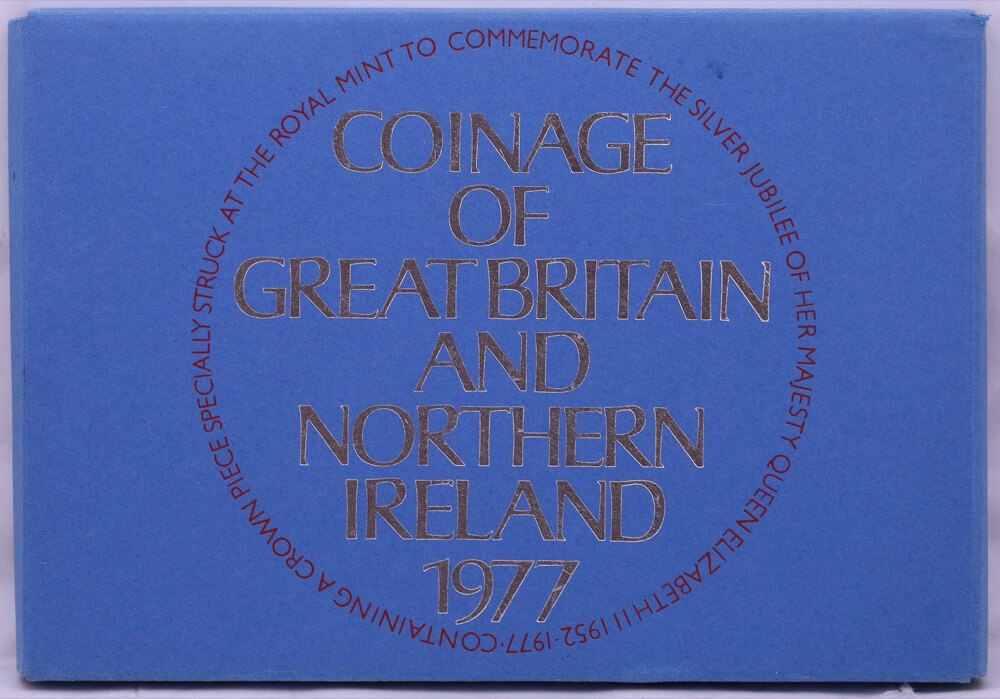 COINAGE
OF
GREAT BRITAIN
AND
NORTHERN
IRELAND
1977
CONTAINING A CROWN PIECE SPECIALLY STRUCK AT THE ROYAL MINT TO COMMEMORATE THE SILVER JUBILEE OF HER MAJESTY QUEEN ELIZABETH II 1952-1977·